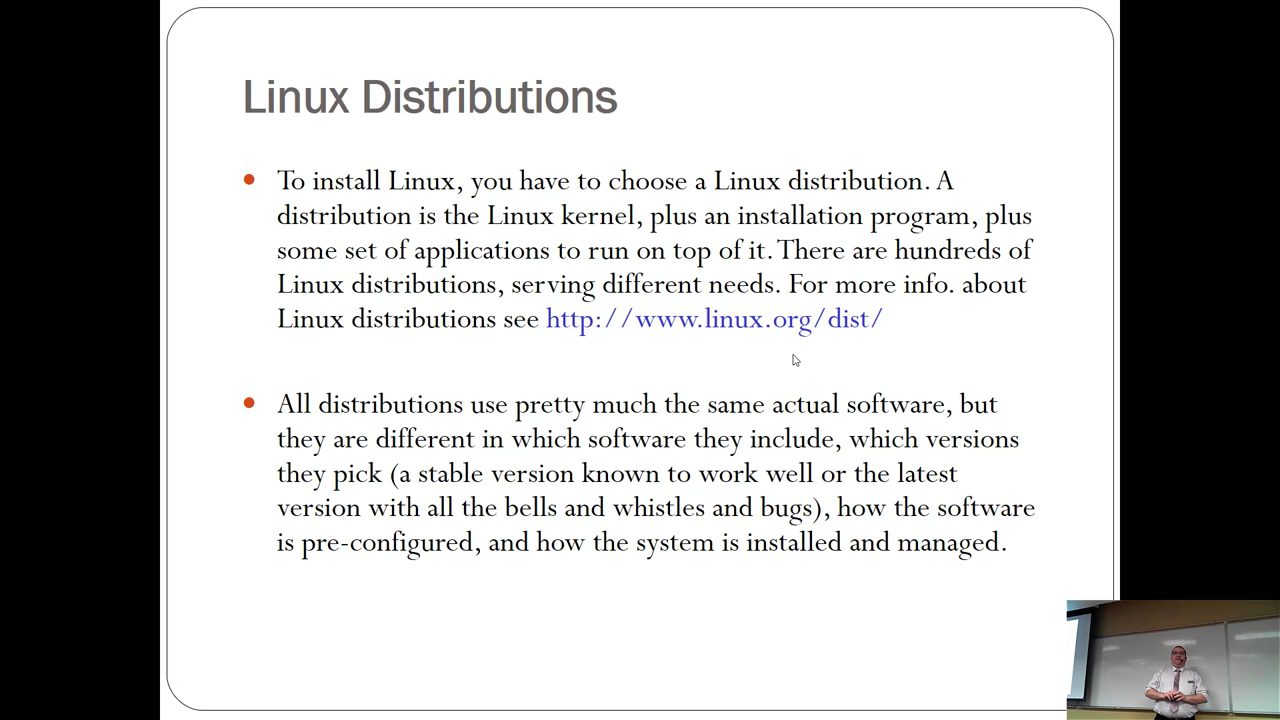 Linux Distributions
To install Linux, you have to choose a Linux distribution. A
distribution is the Linux kernel, plus an installation program, plus
some set of applications to run on top of it. There are hundreds of
Linux distributions, serving different needs. For more info. about
Linux distributions see http://www.linux.org/dist/
All distributions use pretty much the same actual software, but
they are different in which software they include, which versions
they pick (a stable version known to work well or the latest
version with all the bells and whistles and bugs), how the software
is pre-configured, and how the system is installed and managed.